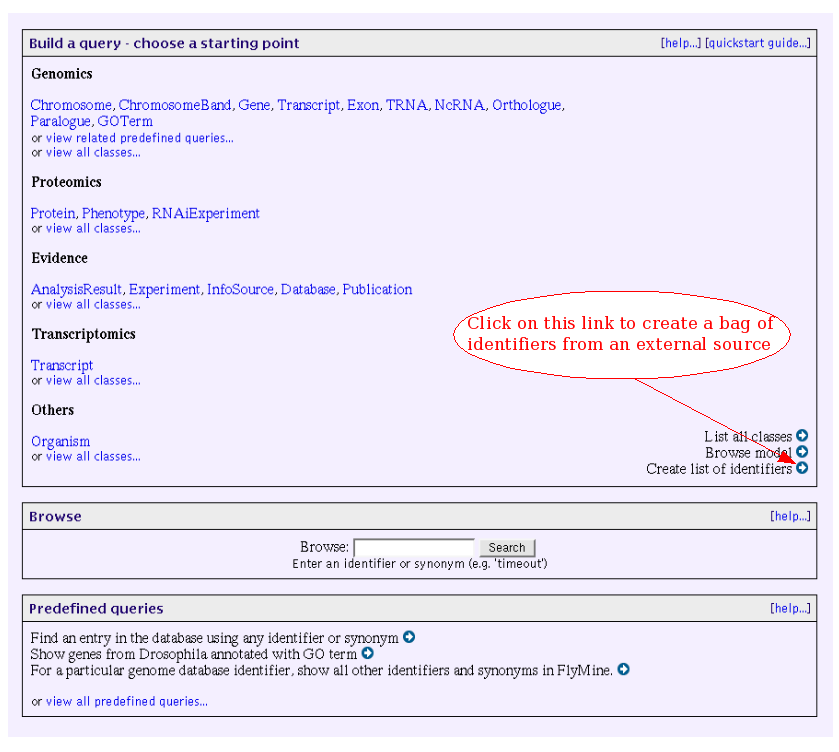 Build a query - choose a starting point [help...] [quickstart guide...]
Genomics
Chromosome, ChromosomeBand, Gene, Transcript, Exon, TRNA, NcRNA, Orthologue,
Paralogue, GOTerm
or view related predefined queries...
or view all classes...
Proteomics
Protein, Phenotype, RNAiExperiment
or view all classes...
Evidence
AnalysisResult, Experiment, InfoSource, Database, Publication
or view all classes...
Click on this link to create a bag of
identifiers from an external source
Transcriptomics
Transcript
or view all classes...
Others
Organism
or view all classes...
List all classes
Browse model
Create list of identifiers
Browse [help...]
Browse: Search
Enter an identifier or synonym (e.g. 'timeout')
Predefined queries [help...]
Find an entry in the database using any identifier or synonym
Show genes from Drosophila annotated with GO term
For a particular genome database identifier, show all other identifiers and synonyms in FlyMine.
or view all predefined queries...